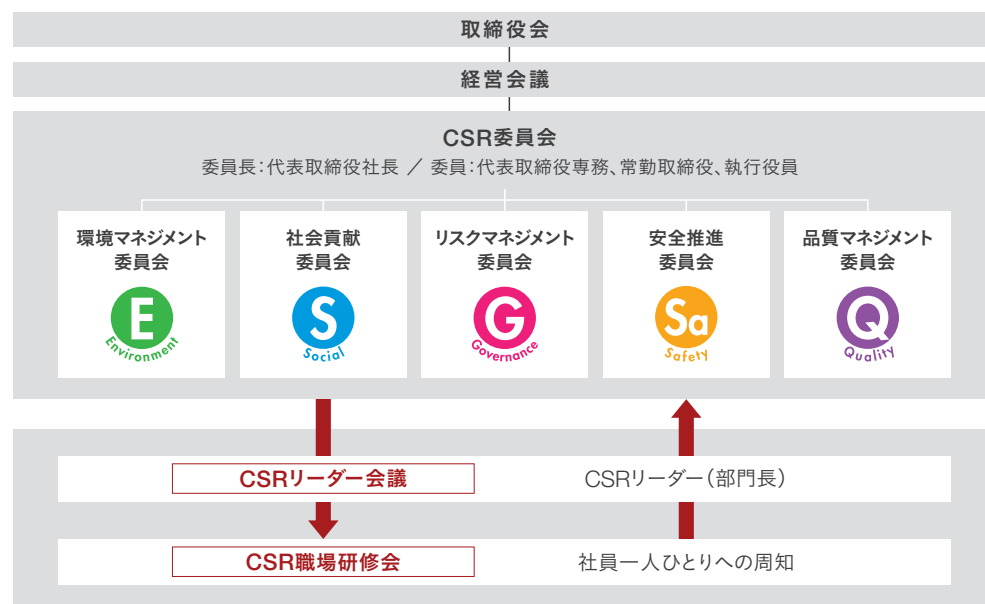 取締役会
経営会議
CSR委員会
委員長：代表取締役社長 ／ 委員：代表取締役専務、常勤取締役、執行役員
環境マネジメント
委員会
E
Environment
社会貢献
委員会
S
Social
リスクマネジメント
委員会
G
Governance
安全推進
委員会
Sa
Safety
品質マネジメント
委員会
Q
Quality
CSRリーダー会議
CSRリーダー（部門長）
CSR職場研修会
社員一人ひとりへの周知